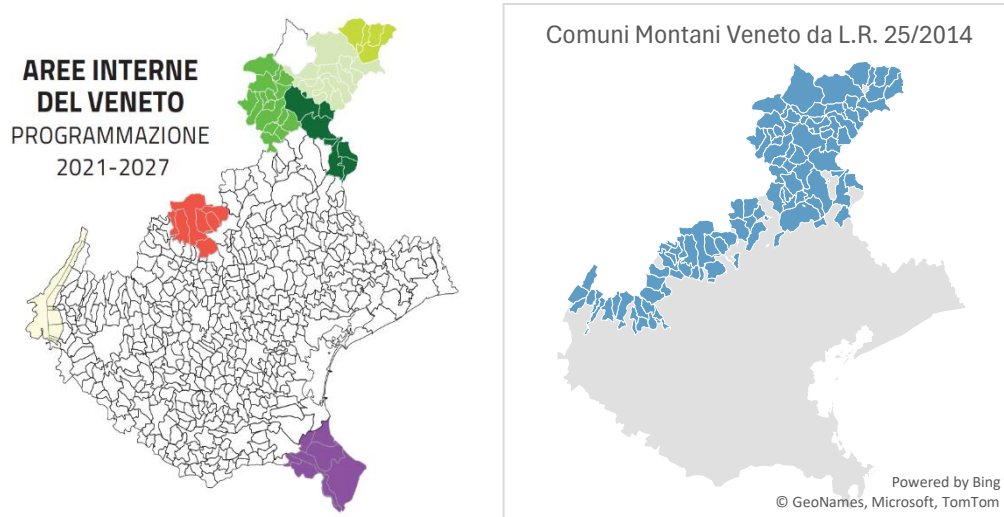 AREE INTERNE
DEL VENETO
PROGRAMMAZIONE
2021-2027
Comuni Montani Veneto da L.R. 25/2014
Powered by Bing
© GeoNames, Microsoft, TomTom